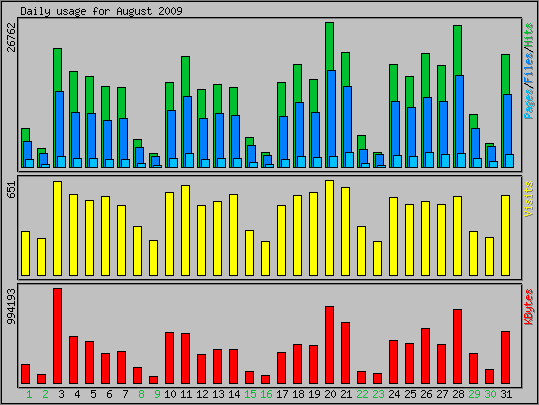 Daily usage for August 2009
26762
Pages/Files/Hits
651
Visits
994193
KBytes
1 2 3 4 5 6 7 8 9 10 11 12 13 14 15 16 17 18 19 20 21 22 23 24 25 26 27 28 29 30 31